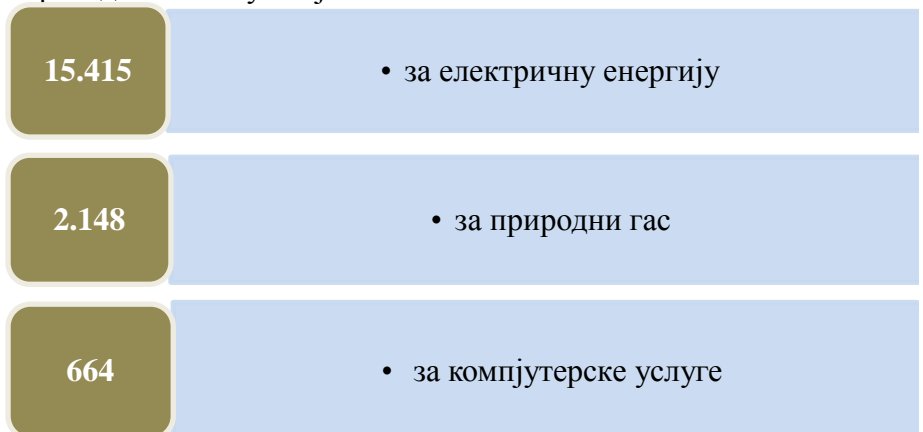 15.415
• за електричну енергију
2.148
• за природни гас
664
• за компјутерске услуге